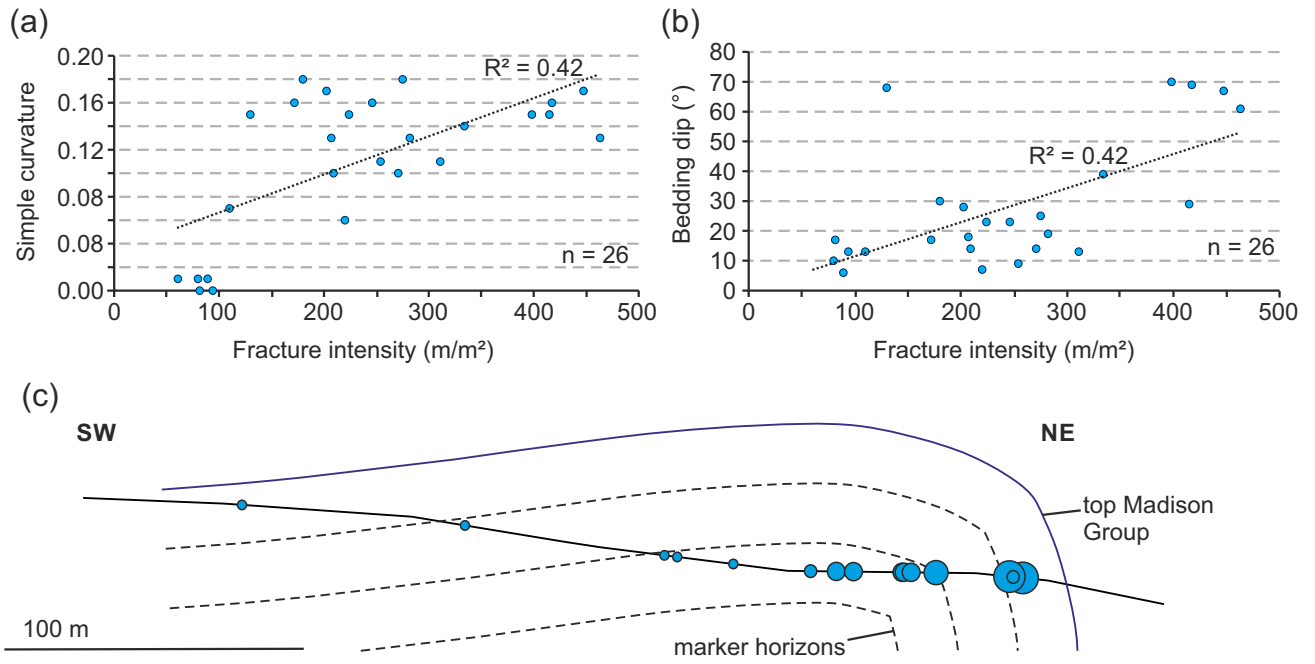 (a)
0.20
0.16
0.12
0.08
0.08
0.00
Simple curvature
R² = 0.42
n = 26
0
100
200
300
400
500
Fracture intensity (m/m²)
(b)
80
70
60
50
40
30
20
10
0
Bedding dip (°)
R² = 0.42
n = 26
0
100
200
300
400
500
Fracture intensity (m/m²)
(c)
SW
NE
top Madison
Group
100 m
marker horizons